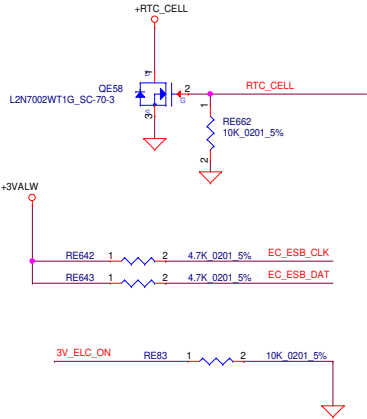 +RTC_CELL
1 D
QE58
L2N7002WT1G_SC-70-3
2
G
S
3
RTC_CELL
1
RE662
10K_0201_5%
2
+3VALW
RE642 1 2 4.7K_0201_5% EC_ESB_CLK
RE643 1 2 4.7K_0201_5% EC_ESB_DAT
3V_ELC_ON RE83 1 2 10K_0201_5%